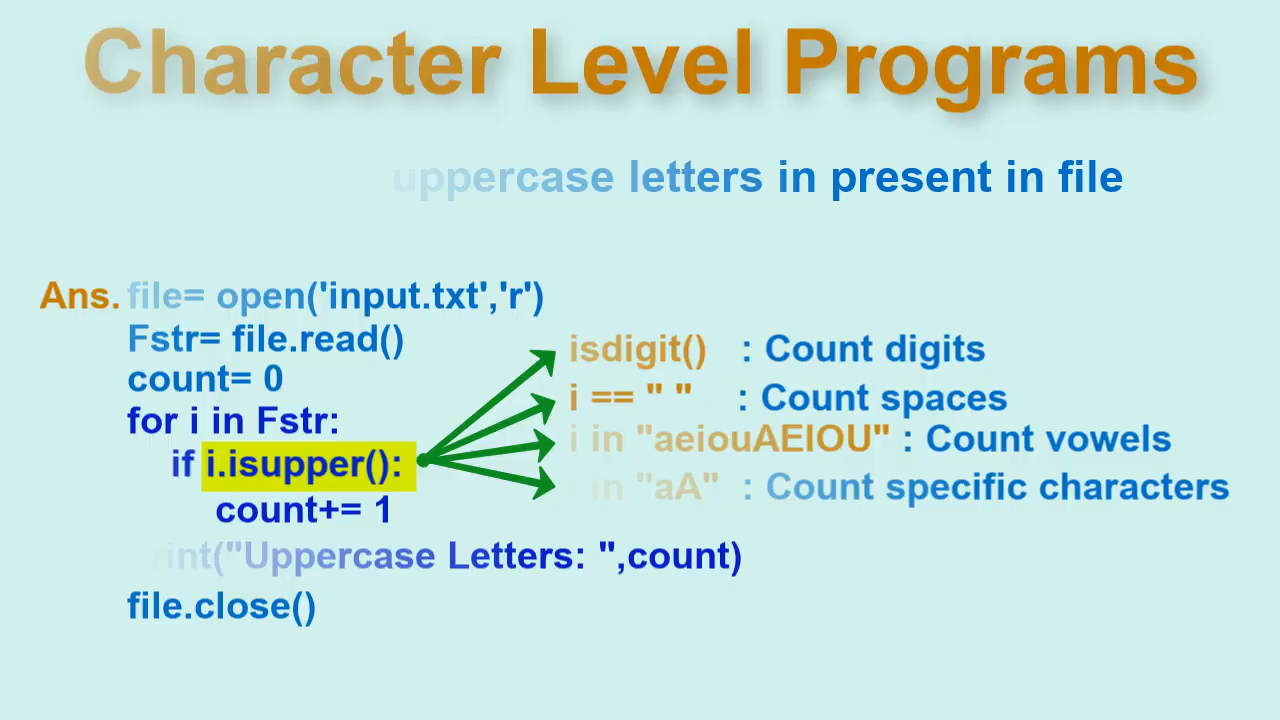 Character Level Programs
uppercase letters in present in file
Ans. file= open('input.txt','r')
Fstr= file.read()
count= 0
for i in Fstr:
if i.isupper():
count+= 1
rint("Uppercase Letters: ",count)
file.close()
isdigit() : Count digits
i == " " : Count spaces
i in "aeiouAEIOU" : Count vowels
in "aA" : Count specific characters